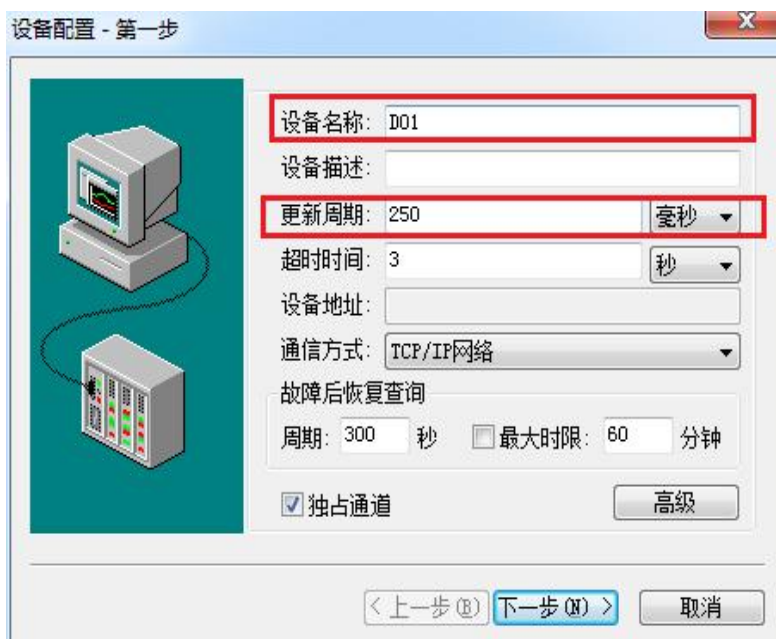 设备配置 - 第一步
设备名称: D01
设备描述:
更新周期: 250 毫秒
超时时间: 3 秒
设备地址:
通信方式: TCP/IP网络
故障后恢复查询
周期: 300 秒 最大时限: 60 分钟
独占通道 高级
< 上一步(B) 下一步(N) > 取消